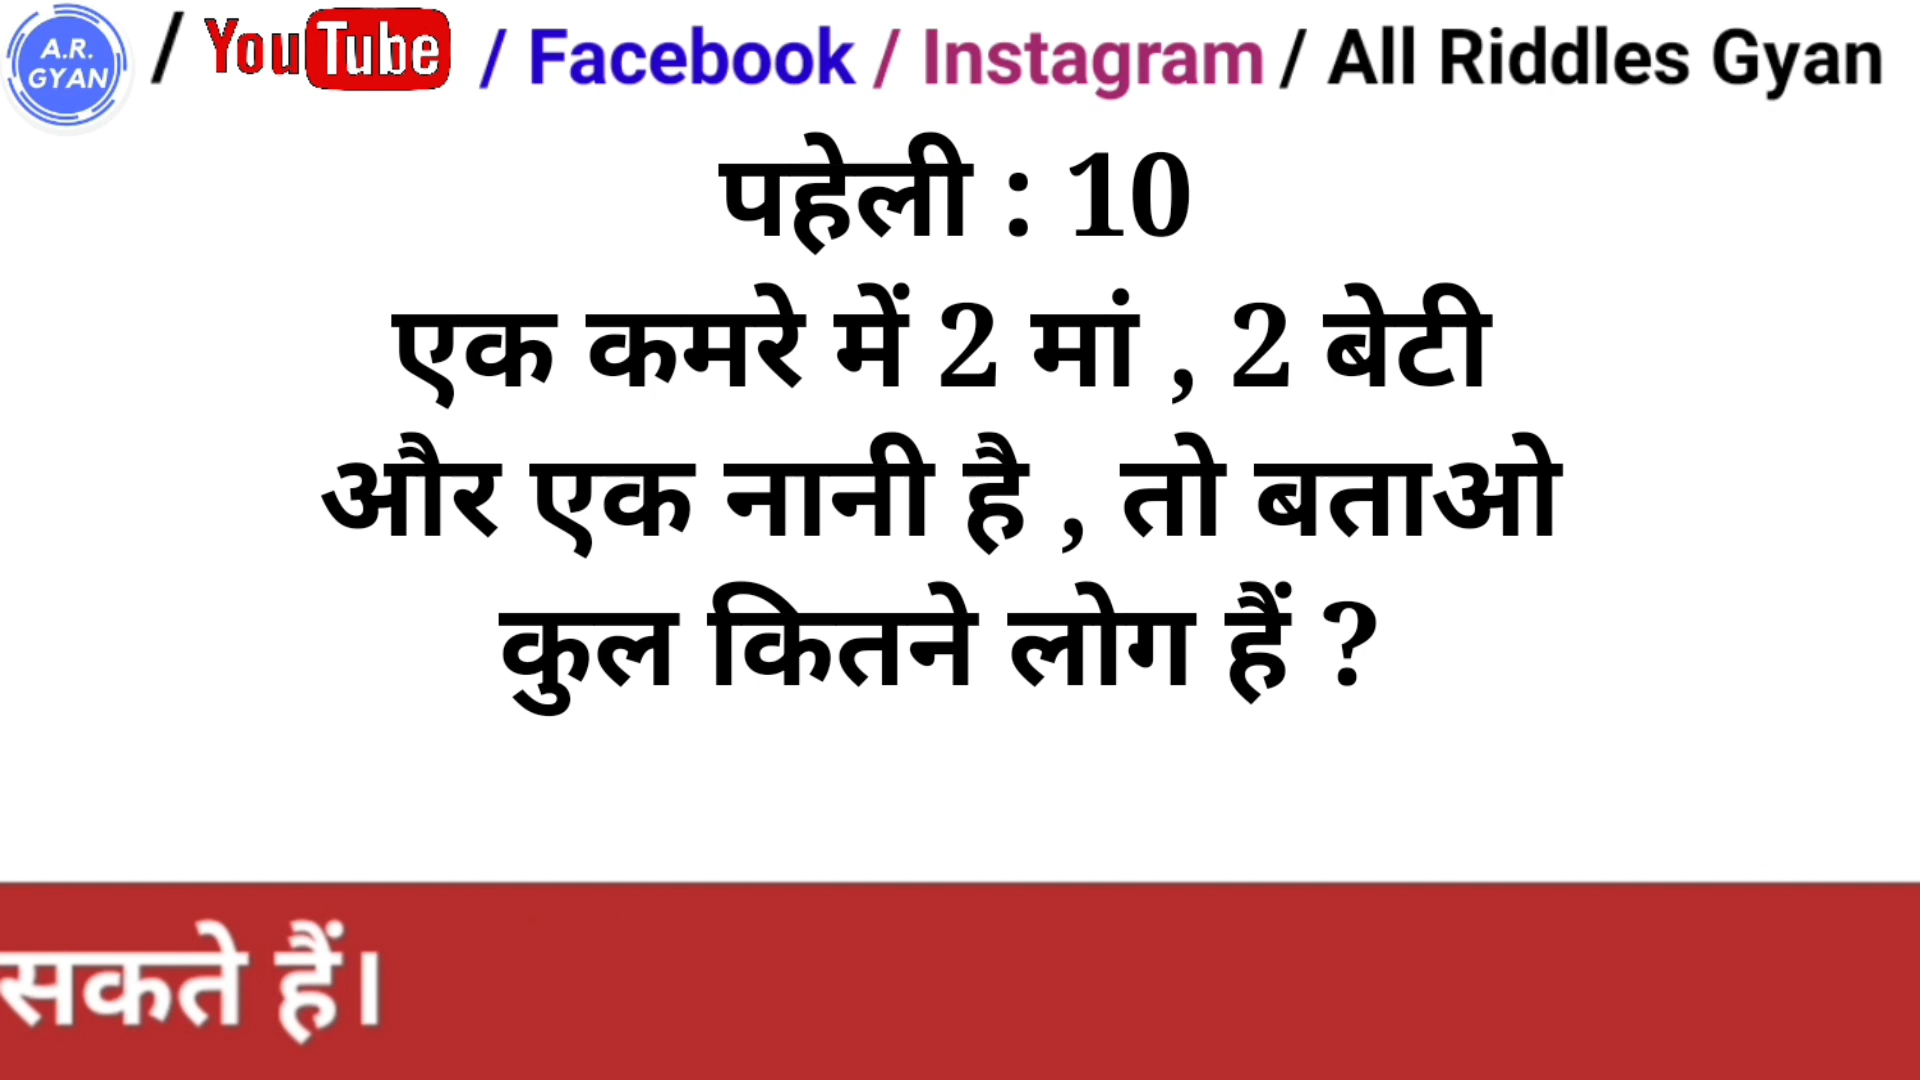 A.R. GYAN / YouTube / Facebook / Instagram / All Riddles Gyan
पहेली : 10
एक कमरे में 2 मां , 2 बेटी
और एक नानी है , तो बताओ
कुल कितने लोग हैं ?
सकते हैं।